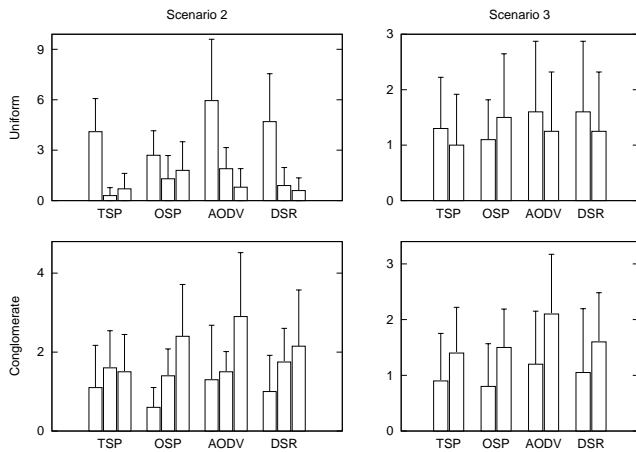 Scenario 2
Scenario 3
Uniform
9
6
3
0
TSP OSP AODV DSR
3
2
1
0
TSP OSP AODV DSR
Conglomerate
4
2
0
TSP OSP AODV DSR
3
2
1
0
TSP OSP AODV DSR